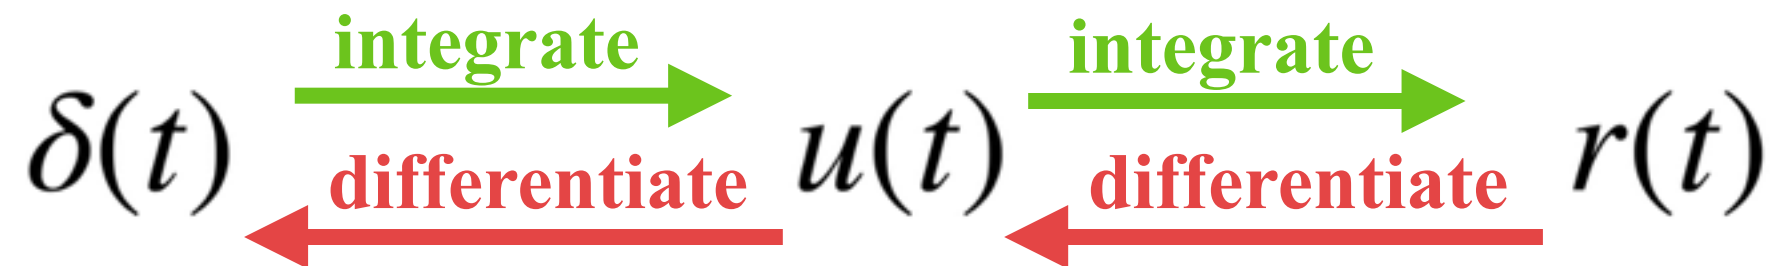 integrate integrate
δ(t) u(t) r(t)
differentiate differentiate